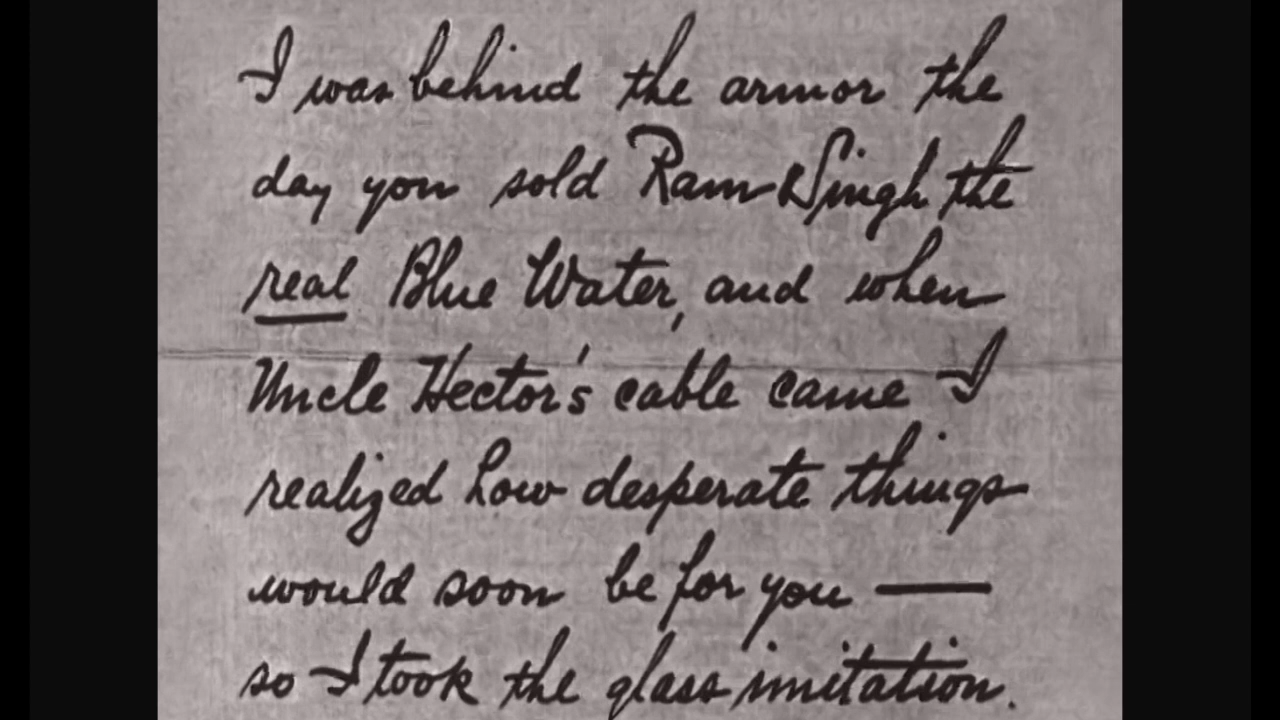 I was behind the armor the
day you sold Ram Singh the
real Blue Water, and when
Uncle Hector's cable came I
realized how desperate things
would soon be for you —
so I took the glass imitation.